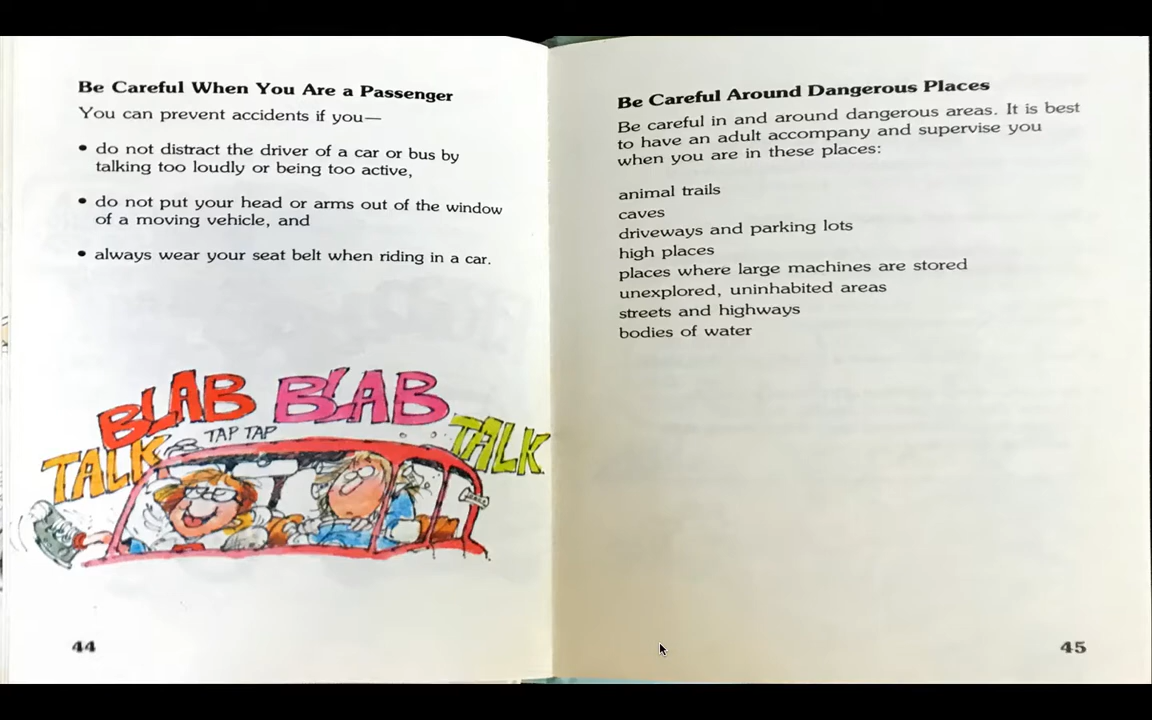 Be Careful When You Are a Passenger
You can prevent accidents if you—
• do not distract the driver of a car or bus by
talking too loudly or being too active,
• do not put your head or arms out of the window
of a moving vehicle, and
• always wear your seat belt when riding in a car.
BLAB BLAB
TALK TAP TAP TALK
44
Be Careful Around Dangerous Places
Be careful in and around dangerous areas. It is best
to have an adult accompany and supervise you
when you are in these places:
animal trails
caves
driveways and parking lots
high places
places where large machines are stored
unexplored, uninhabited areas
streets and highways
bodies of water
45